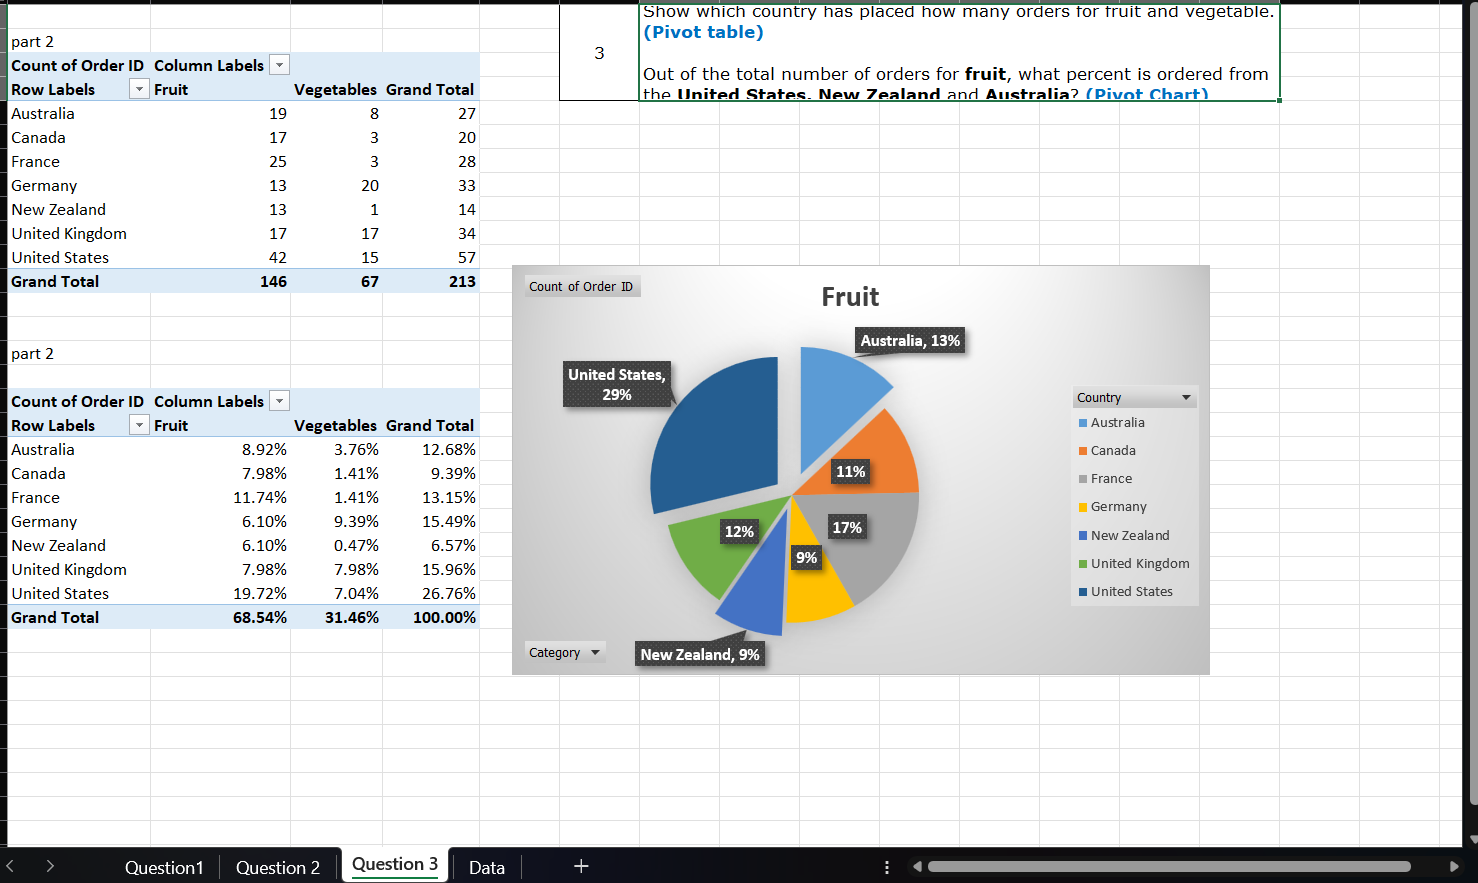 Show which country has placed how many orders for fruit and vegetable.
(Pivot table)
3
Out of the total number of orders for fruit, what percent is ordered from
the United States, New Zealand and Australia? (Pivot Chart)
part 2
Count of Order ID Column Labels
Row Labels Fruit Vegetables Grand Total
Australia 19 8 27
Canada 17 3 20
France 25 3 28
Germany 13 20 33
New Zealand 13 1 14
United Kingdom 17 17 34
United States 42 15 57
Grand Total 146 67 213
part 2
Count of Order ID Column Labels
Row Labels Fruit Vegetables Grand Total
Australia 8.92% 3.76% 12.68%
Canada 7.98% 1.41% 9.39%
France 11.74% 1.41% 13.15%
Germany 6.10% 9.39% 15.49%
New Zealand 6.10% 0.47% 6.57%
United Kingdom 7.98% 7.98% 15.96%
United States 19.72% 7.04% 26.76%
Grand Total 68.54% 31.46% 100.00%
Count of Order ID
Fruit
Australia, 13%
United States,
29%
11%
17%
12%
9%
New Zealand, 9%
Category
Country
Australia
Canada
France
Germany
New Zealand
United Kingdom
United States
Question1 Question 2 Question 3 Data